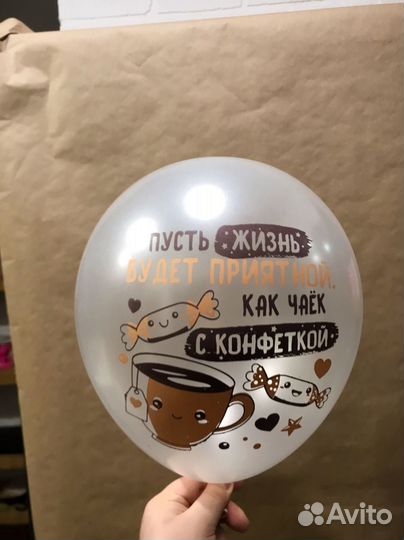 ПУСТЬ ЖИЗНЬ
БУДЕТ ПРИЯТНОЙ,
КАК ЧАЁК
С КОНФЕТКОЙ
Avito